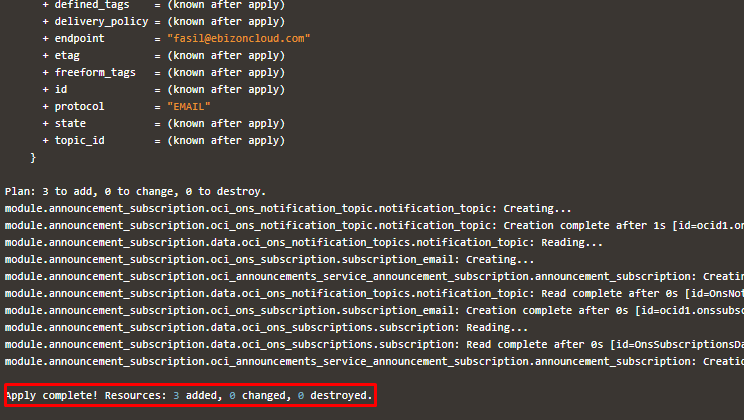 + defined_tags = (known after apply)
+ delivery_policy = (known after apply)
+ endpoint = "fasil@ebizoncloud.com"
+ etag = (known after apply)
+ freeform_tags = (known after apply)
+ id = (known after apply)
+ protocol = "EMAIL"
+ state = (known after apply)
+ topic_id = (known after apply)
}
Plan: 3 to add, 0 to change, 0 to destroy.
module.announcement_subscription.oci_ons_notification_topic.notification_topic: Creating...
module.announcement_subscription.oci_ons_notification_topic.notification_topic: Creation complete after 1s [id=ocid1.on
module.announcement_subscription.data.oci_ons_notification_topics.notification_topic: Reading...
module.announcement_subscription.oci_ons_subscription.subscription_email: Creating...
module.announcement_subscription.oci_announcements_service_announcement_subscription.announcement_subscription: Creatin
module.announcement_subscription.data.oci_ons_notification_topics.notification_topic: Read complete after 0s [id=OnsNot
module.announcement_subscription.oci_ons_subscription.subscription_email: Creation complete after 0s [id=ocid1.onssubsc
module.announcement_subscription.data.oci_ons_subscriptions.subscription: Reading...
module.announcement_subscription.data.oci_ons_subscriptions.subscription: Read complete after 0s [id=OnsSubscriptionsDa
module.announcement_subscription.oci_announcements_service_announcement_subscription.announcement_subscription: Creatio
Apply complete! Resources: 3 added, 0 changed, 0 destroyed.